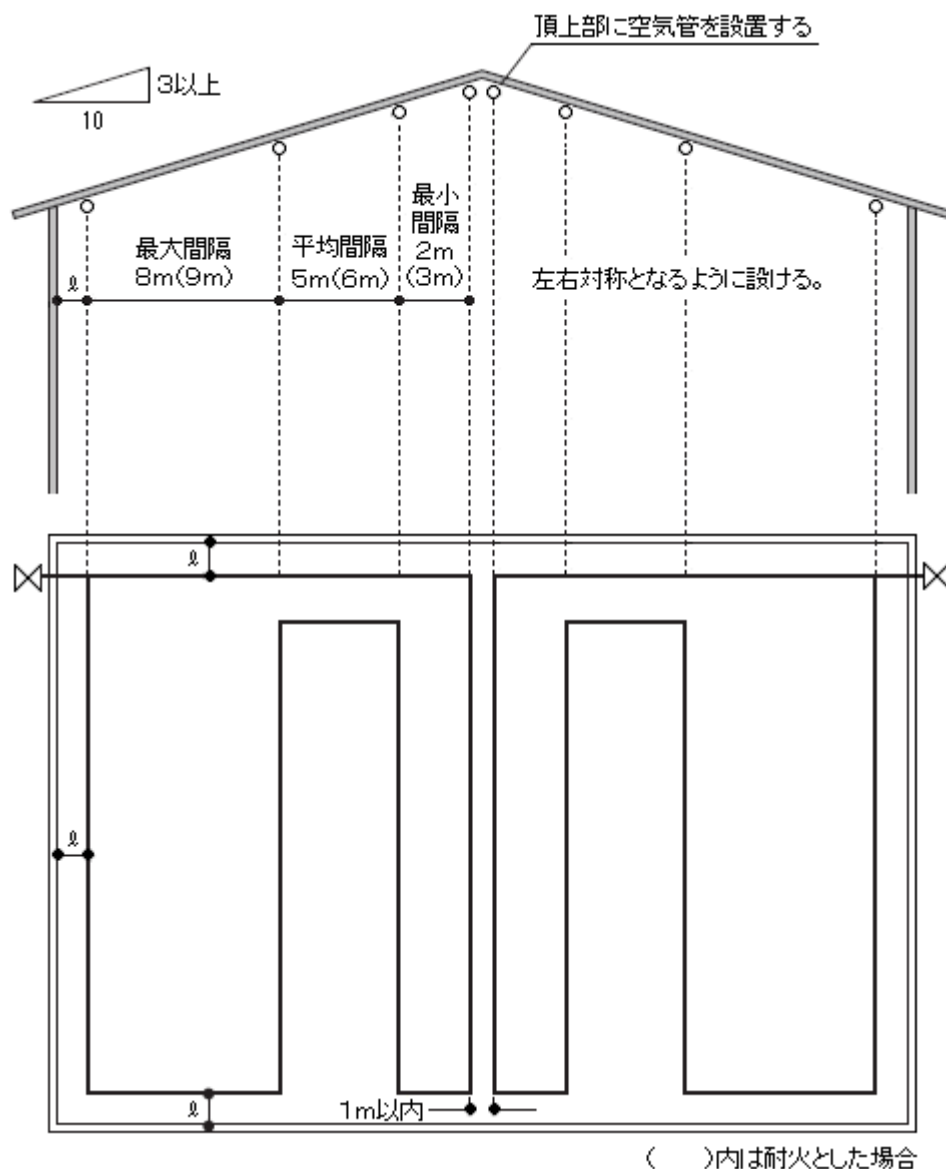 頂上部に空気管を設置する
3以上
10
最大間隔
8m(9m)
平均間隔
5m(6m)
最小
間隔
2m
(3m)
ℓ
左右対称となるように設ける。
ℓ
ℓ
ℓ
1m以内
(　　)内は耐火とした場合